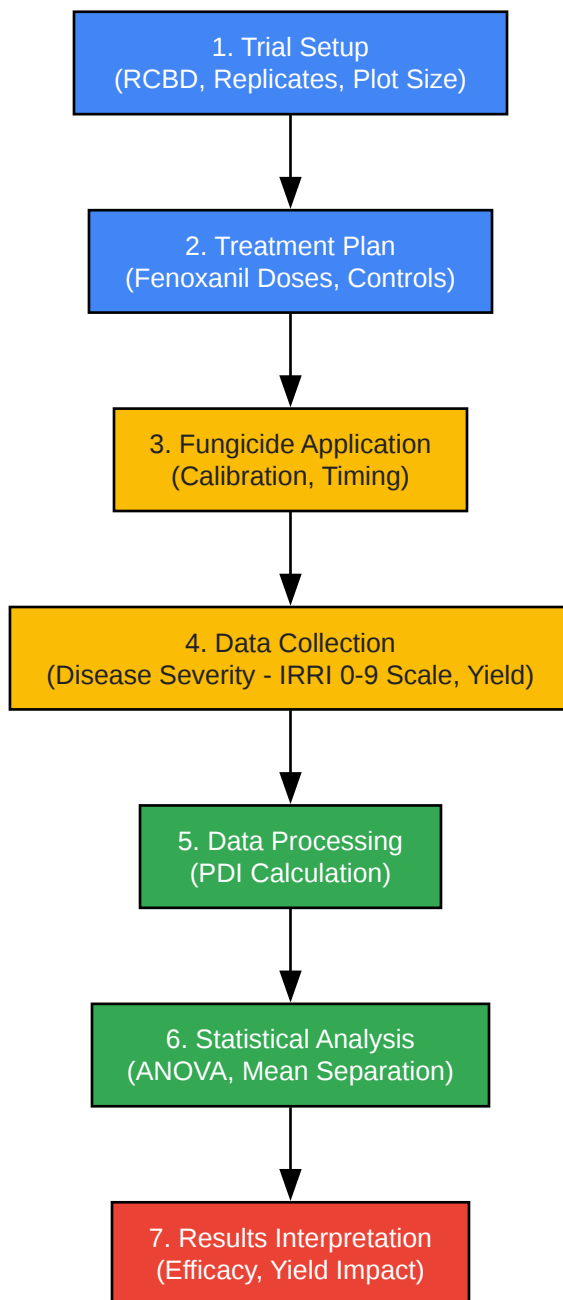 1. Trial Setup
(RCBD, Replicates, Plot Size)
2. Treatment Plan
(Fenoxanil Doses, Controls)
3. Fungicide Application
(Calibration, Timing)
4. Data Collection
(Disease Severity - IRRI 0-9 Scale, Yield)
5. Data Processing
(PDI Calculation)
6. Statistical Analysis
(ANOVA, Mean Separation)
7. Results Interpretation
(Efficacy, Yield Impact)